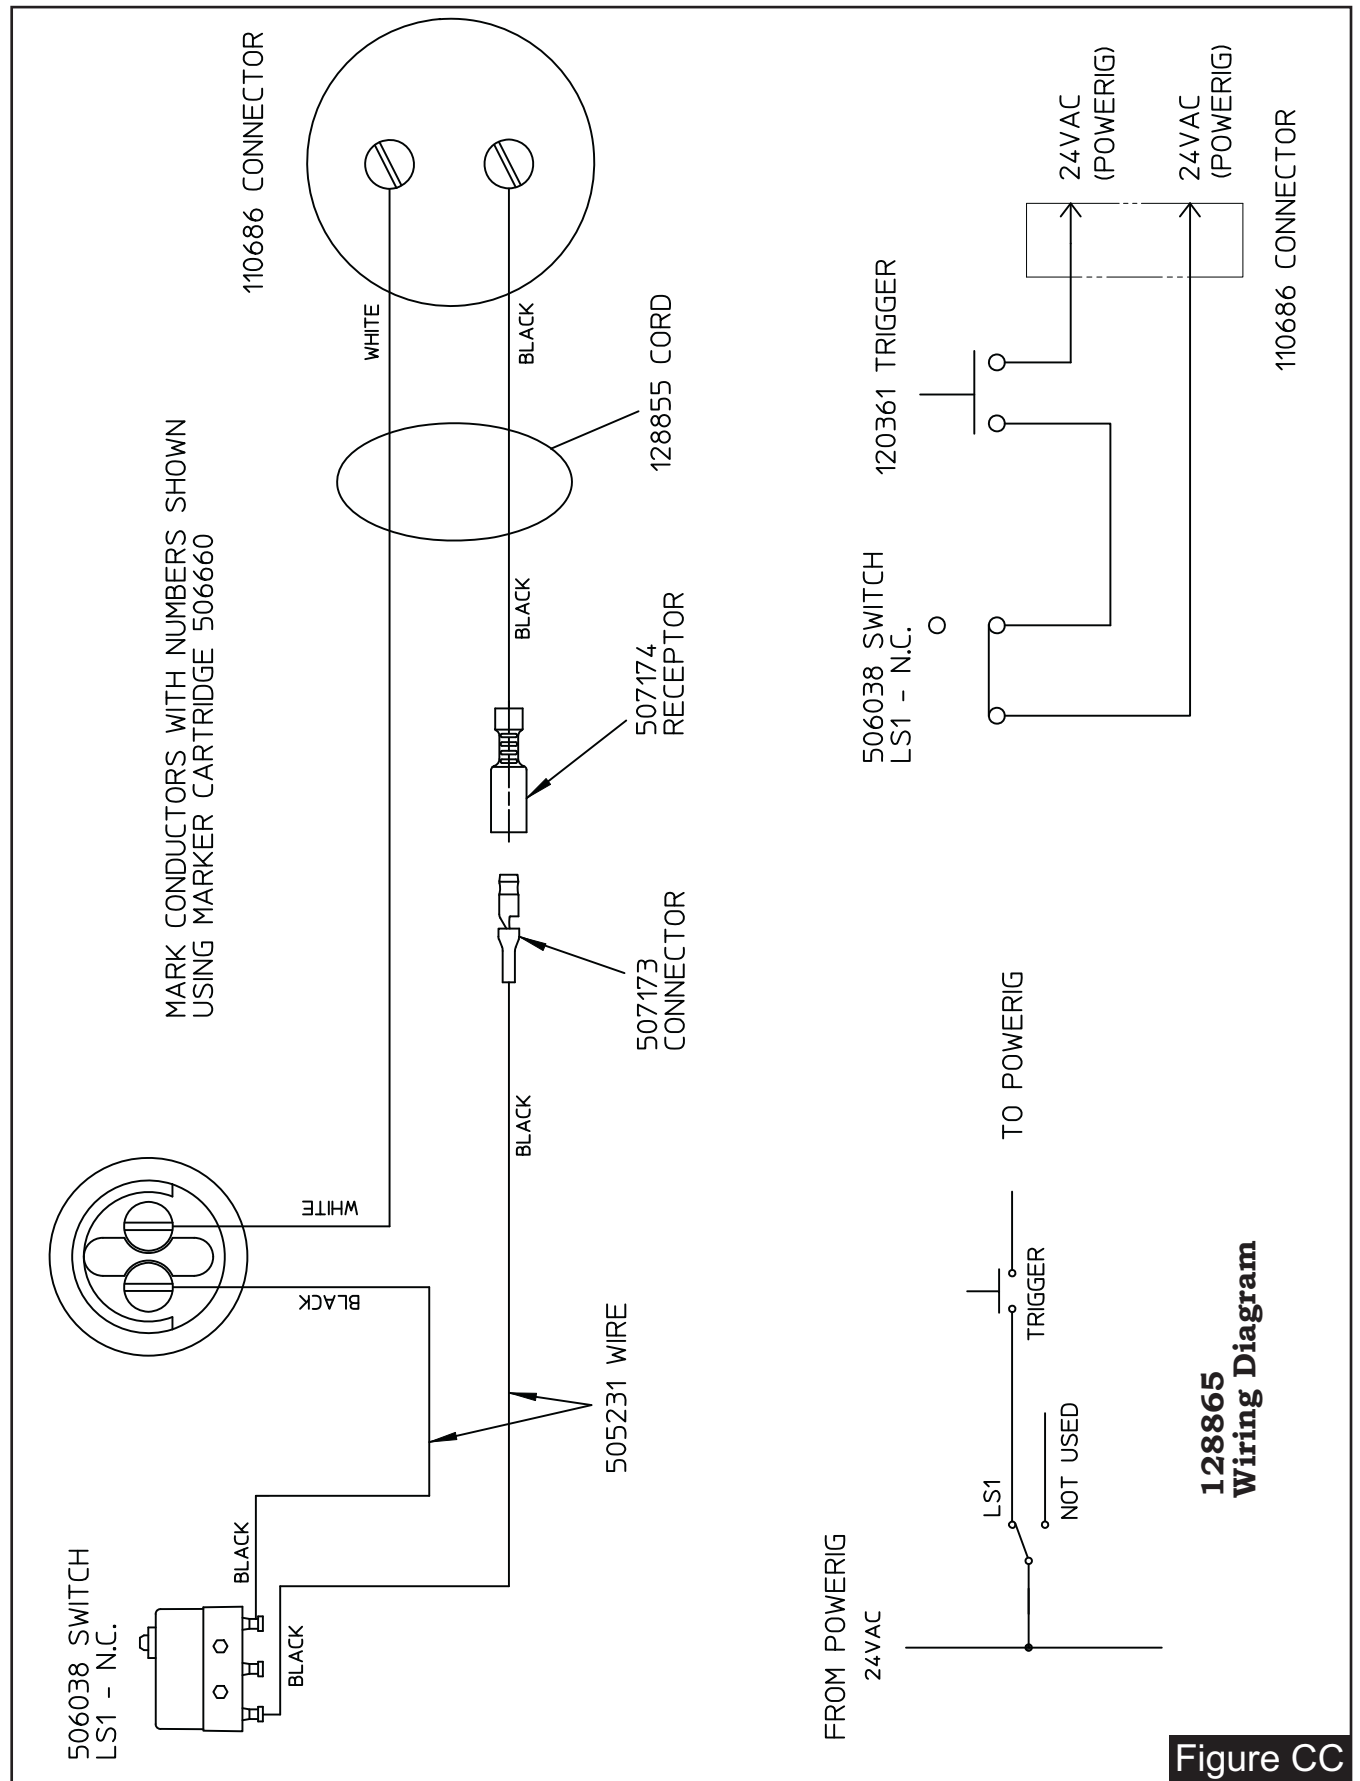 110686 CONNECTOR
WHITE
BLACK
128855 CORD
MARK CONDUCTORS WITH NUMBERS SHOWN
USING MARKER CARTRIDGE 506660
BLACK
507174
RECEPTOR
507173
CONNECTOR
BLACK
WHITE
BLACK
505231 WIRE
506038 SWITCH
LS1 - N.C.
BLACK
BLACK
24VAC
(POWERIG)
24VAC
(POWERIG)
110686 CONNECTOR
120361 TRIGGER
506038 SWITCH
LS1 - N.C.
TO POWERIG
TRIGGER
LS1
NOT USED
FROM POWERIG
24VAC
128865
Wiring Diagram
Figure CC